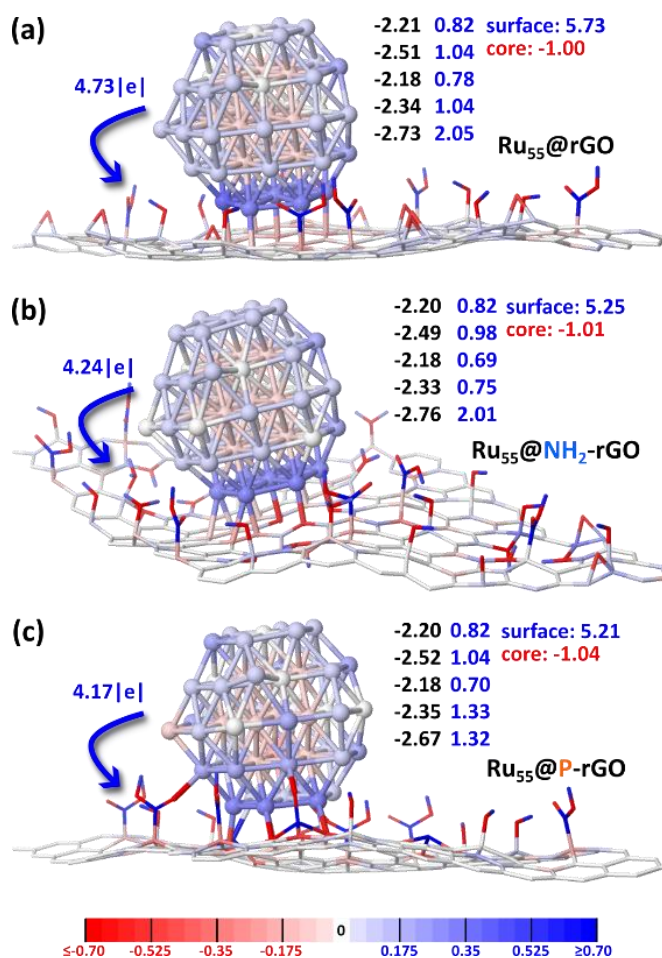 (a)
-2.21 0.82 surface: 5.73
-2.51 1.04 core: -1.00
-2.18 0.78
-2.34 1.04
-2.73 2.05
4.73|e|
Ru₅₅@rGO
(b)
-2.20 0.82 surface: 5.25
-2.49 0.98 core: -1.01
-2.18 0.69
-2.33 0.75
-2.76 2.01
4.24|e|
Ru₅₅@NH₂-rGO
(c)
-2.20 0.82 surface: 5.21
-2.52 1.04 core: -1.04
-2.18 0.70
-2.35 1.33
-2.67 1.32
4.17|e|
Ru₅₅@P-rGO
0
≤-0.70 -0.525 -0.35 -0.175 0.175 0.35 0.525 ≥0.70